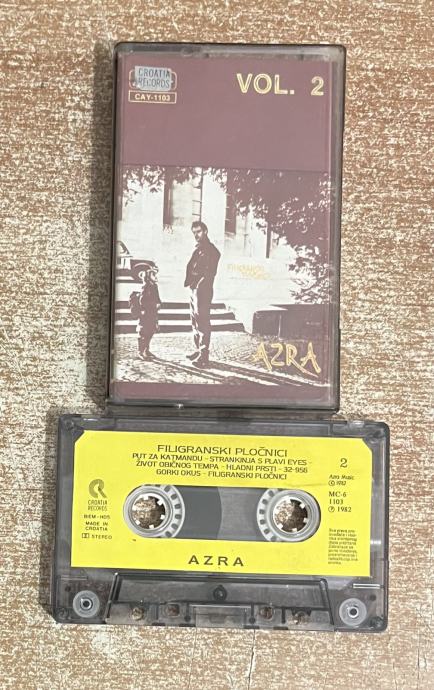 CROATIA
RECORDS
CAY-1103
VOL. 2
FILIGRANSKI
PLOČNICI
AZRA
FILIGRANSKI PLOČNICI
PUT ZA KATMANDU - STRANKINJA S PLAVI EYES -
ŽIVOT OBIČNOG TEMPA - HLADNI PRSTI - 32-956
GORKI OKUS - FILIGRANSKI PLOČNICI
2
CROATIA
RECORDS
BIEM - HDS
MADE IN
CROATIA
STEREO
Azra Music
© 1982
MC-6
1103
℗ 1982
AZRA